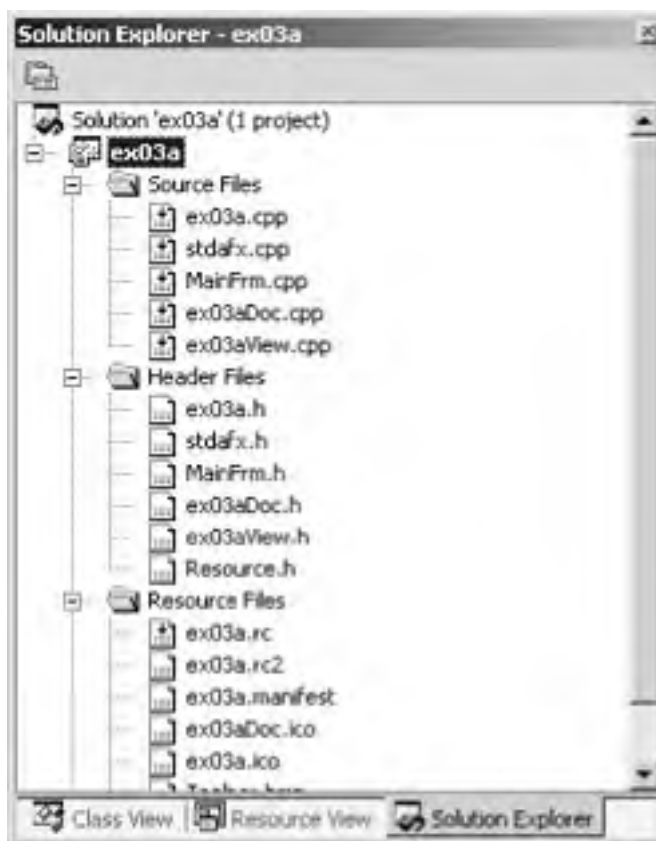 Solution Explorer - ex03a
Solution 'ex03a' (1 project)
ex03a
Source Files
ex03a.cpp
stdafx.cpp
MainFrm.cpp
ex03aDoc.cpp
ex03aView.cpp
Header Files
ex03a.h
stdafx.h
MainFrm.h
ex03aDoc.h
ex03aView.h
Resource.h
Resource Files
ex03a.rc
ex03a.rc2
ex03a.manifest
ex03aDoc.ico
ex03a.ico
Class View Resource View Solution Explorer